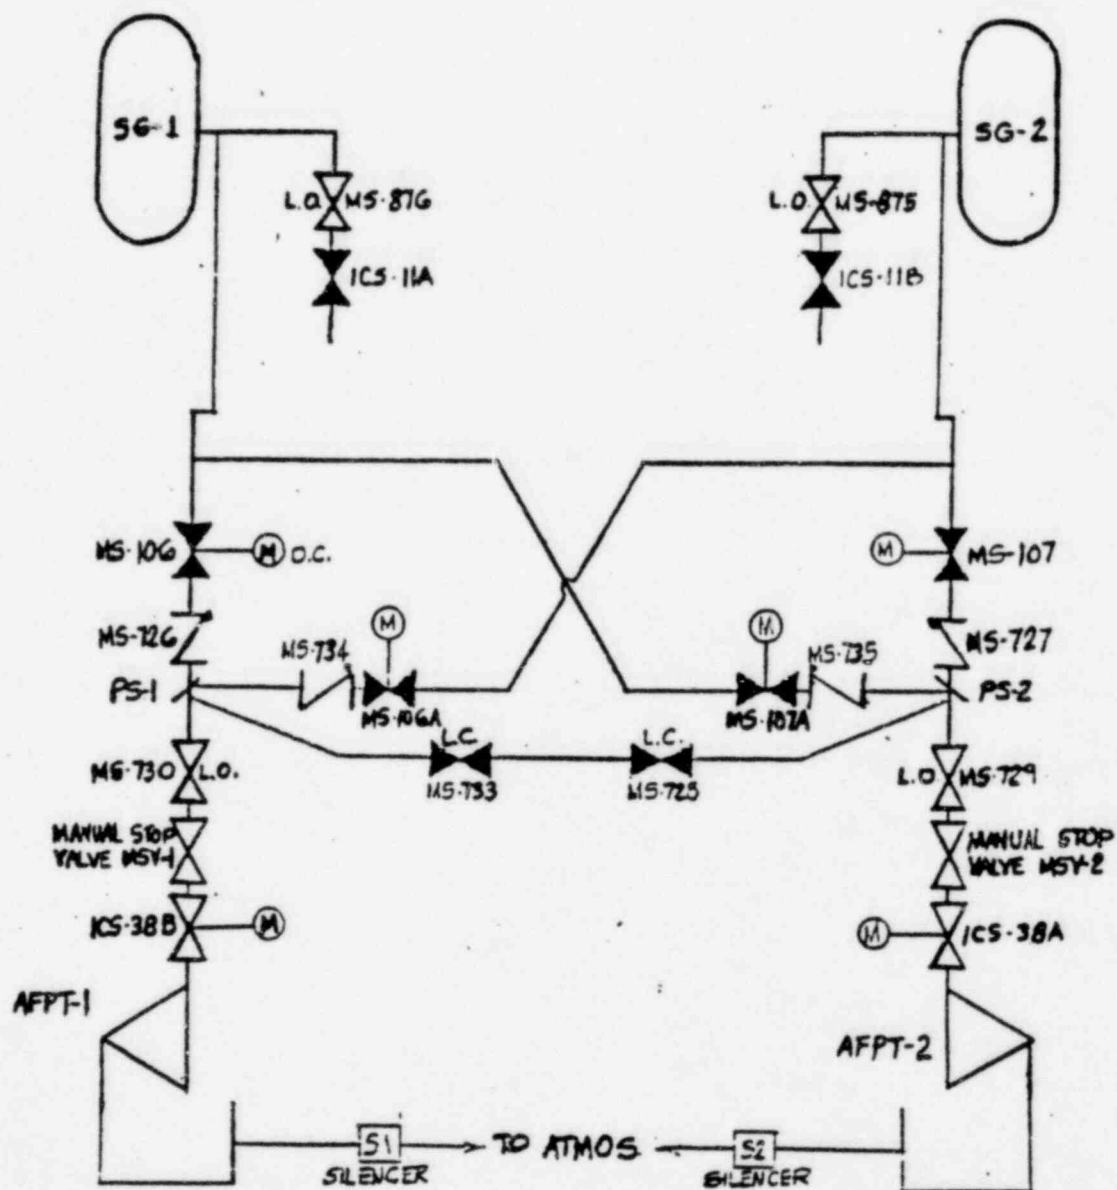 SG-1
SG-2
L.O. MS-876
L.O. MS-875
ICS-11A
ICS-11B
MS-106
M D.C.
M
MS-107
MS-726
MS-734
M
M
MS-735
MS-727
PS-1
MS-106A
MS-107A
PS-2
MS-730 L.O.
L.C.
MS-733
L.C.
MS-725
L.O MS-729
MANUAL STOP
VALVE MSV-1
MANUAL STOP
VALVE MSV-2
ICS-38B
M
M
ICS-38A
AFPT-1
AFPT-2
S1
TO ATMOS
S2
SILENCER
SILENCER